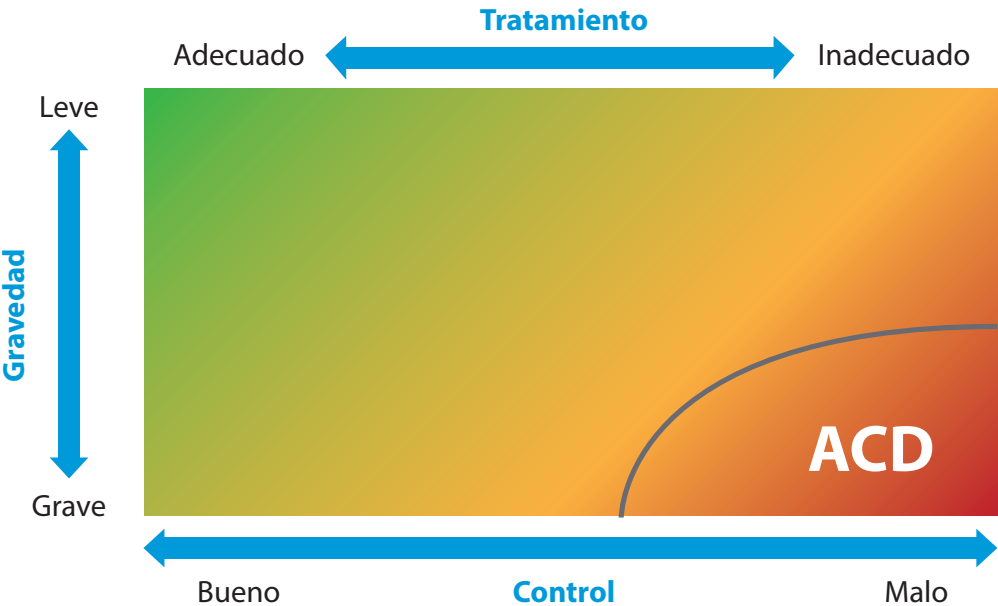 Tratamiento
Adecuado
Inadecuado
Leve
Gravedad
Grave
ACD
Bueno
Control
Malo